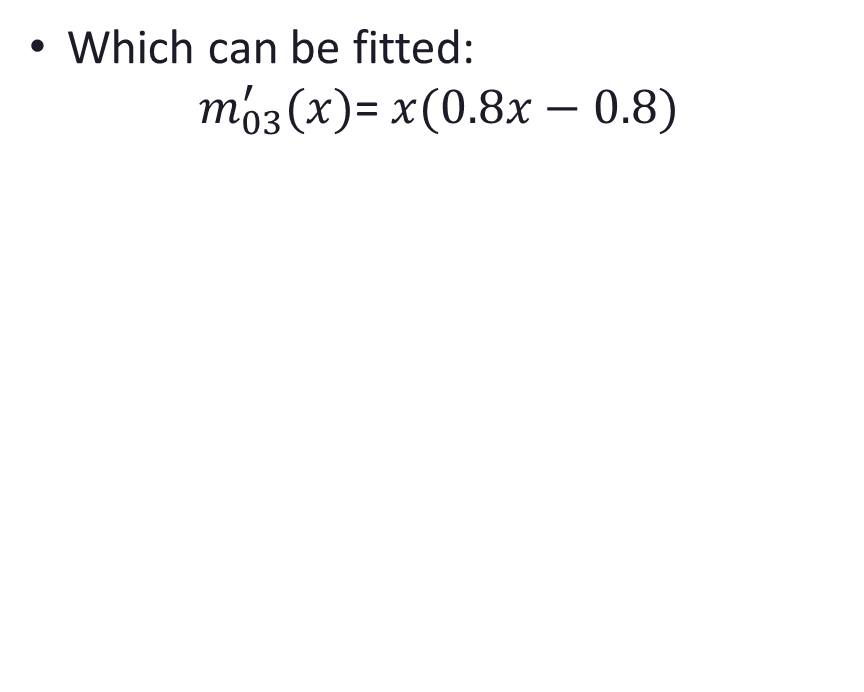 • Which can be fitted:
m′₀₃(x)= x(0.8x − 0.8)